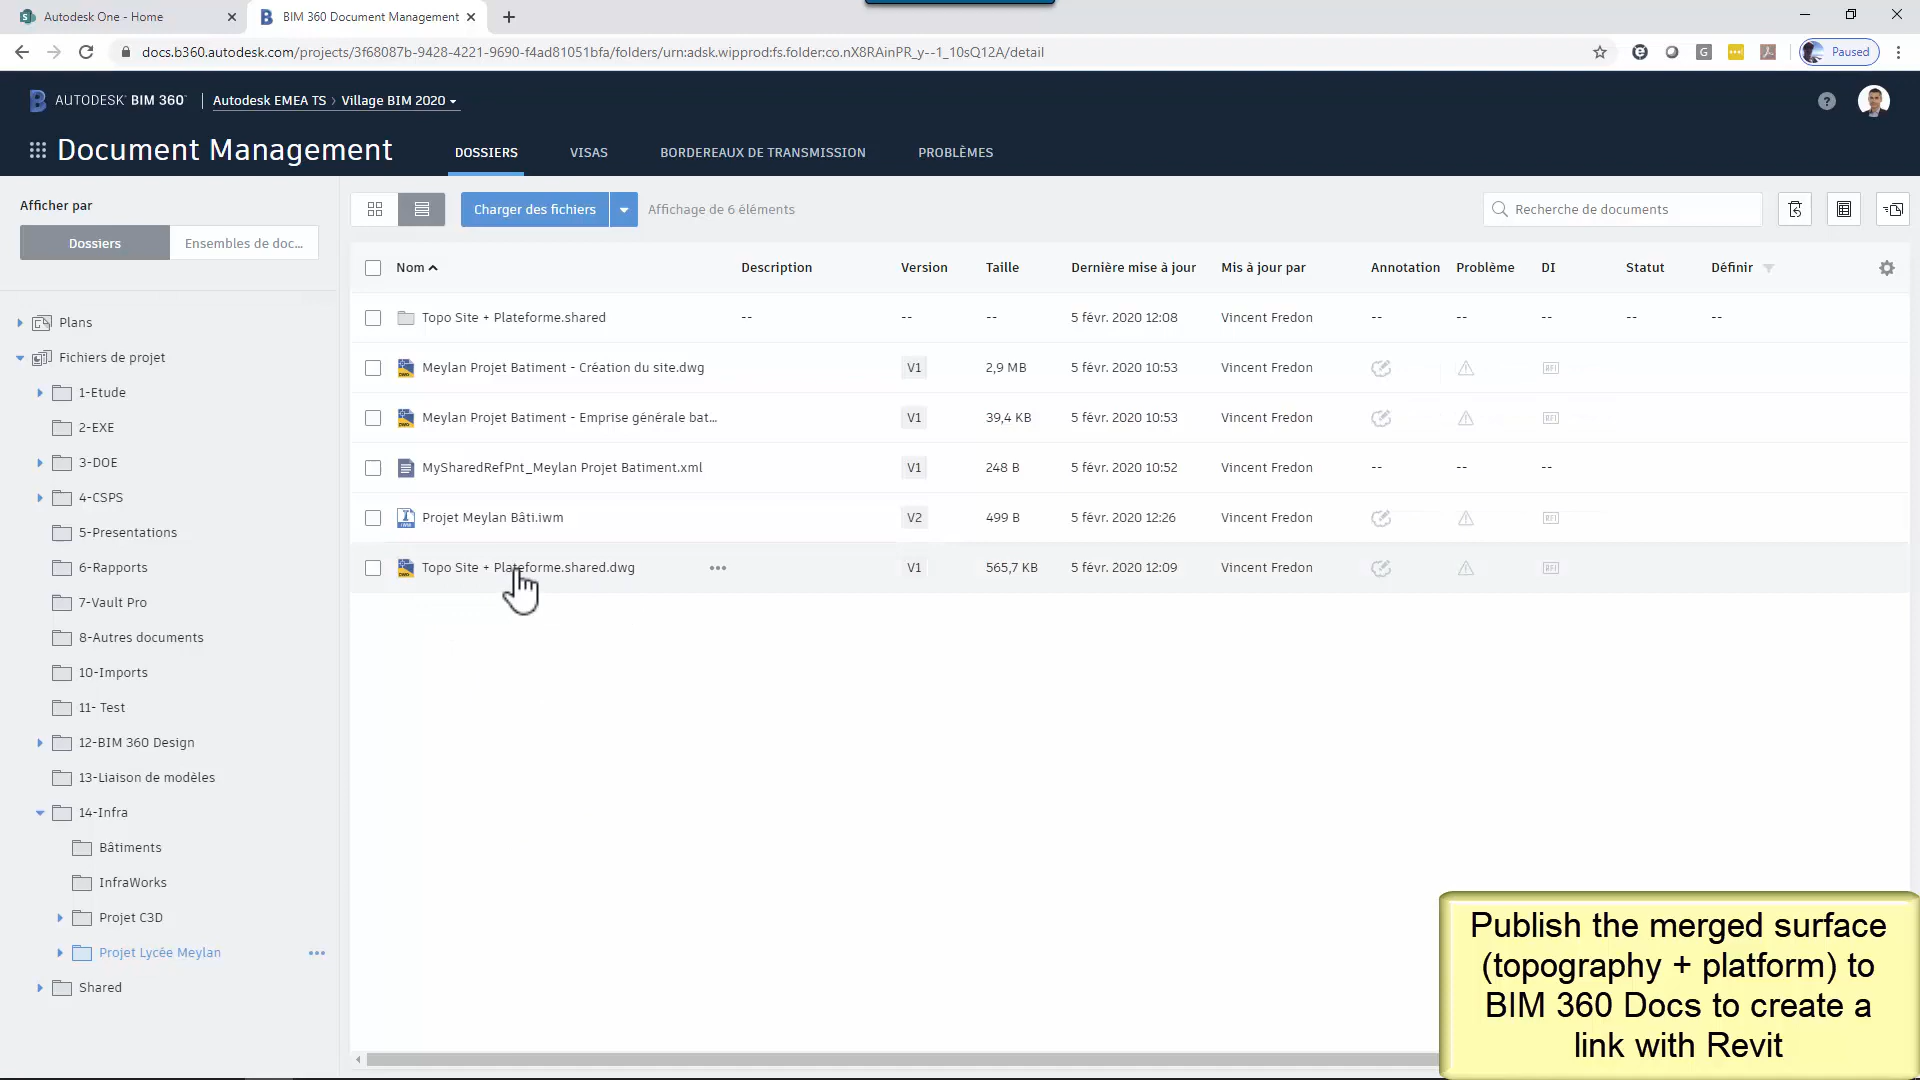 Autodesk One - Home
BIM 360 Document Management
docs.b360.autodesk.com/projects/3f68087b-9428-4221-9690-f4ad81051bfa/folders/urn:adsk.wipprod:fs.folder:co.nX8RAinPR_y--1_10sQ12A/detail
Paused
AUTODESK BIM 360 Autodesk EMEA TS > Village BIM 2020
Document Management DOSSIERS VISAS BORDEREAUX DE TRANSMISSION PROBLÈMES
Afficher par
Dossiers Ensembles de doc...
Charger des fichiers Affichage de 6 éléments Recherche de documents
Nom Description Version Taille Dernière mise à jour Mis à jour par Annotation Problème DI Statut Définir
Topo Site + Plateforme.shared -- -- -- 5 févr. 2020 12:08 Vincent Fredon -- -- -- -- --
Meylan Projet Batiment - Création du site.dwg V1 2,9 MB 5 févr. 2020 10:53 Vincent Fredon RFI
Meylan Projet Batiment - Emprise générale bat... V1 39,4 KB 5 févr. 2020 10:53 Vincent Fredon RFI
MySharedRefPnt_Meylan Projet Batiment.xml V1 248 B 5 févr. 2020 10:52 Vincent Fredon -- -- --
Projet Meylan Bâti.iwm V2 499 B 5 févr. 2020 12:26 Vincent Fredon RFI
Topo Site + Plateforme.shared.dwg V1 565,7 KB 5 févr. 2020 12:09 Vincent Fredon RFI
Plans
Fichiers de projet
1-Etude
2-EXE
3-DOE
4-CSPS
5-Presentations
6-Rapports
7-Vault Pro
8-Autres documents
10-Imports
11- Test
12-BIM 360 Design
13-Liaison de modèles
14-Infra
Bâtiments
InfraWorks
Projet C3D
Projet Lycée Meylan
Shared
Publish the merged surface
(topography + platform) to
BIM 360 Docs to create a
link with Revit